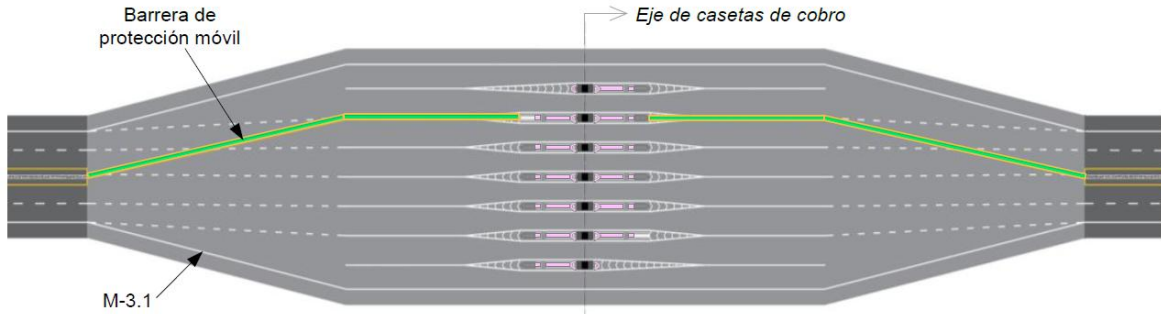 Barrera de
protección móvil
Eje de casetas de cobro
M-3.1